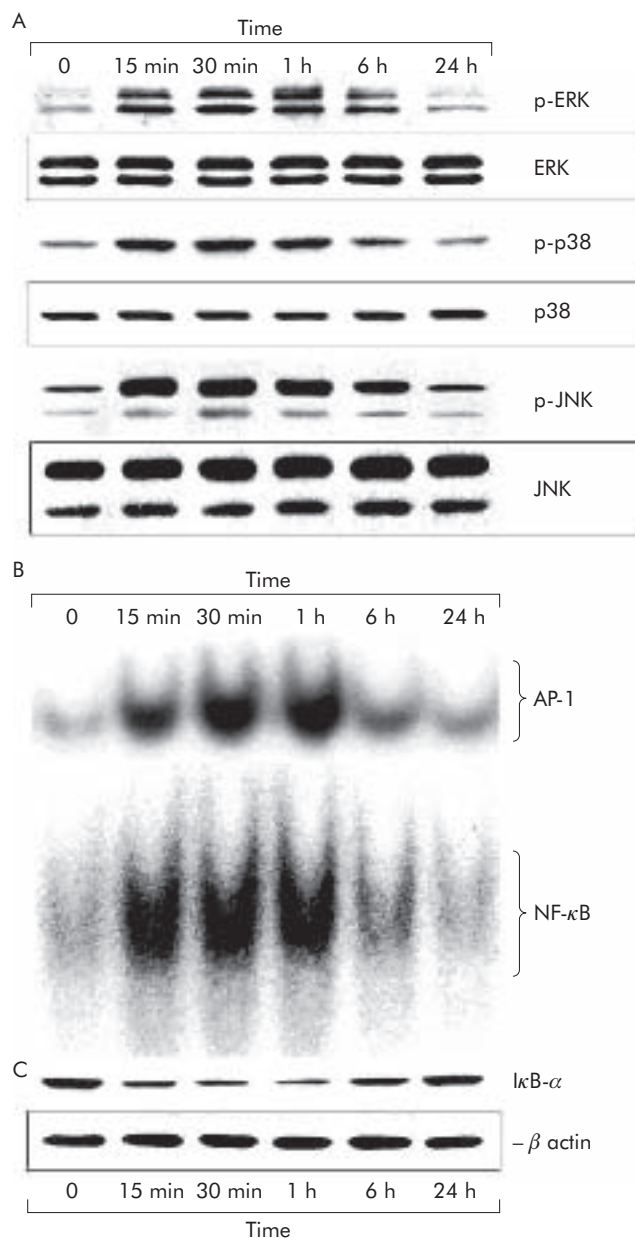 A
Time
0 15 min 30 min 1 h 6 h 24 h
p-ERK
ERK
p-p38
p38
p-JNK
JNK
B
Time
0 15 min 30 min 1 h 6 h 24 h
AP-1
NF-κB
C
IκB-α
– β actin
0 15 min 30 min 1 h 6 h 24 h
Time